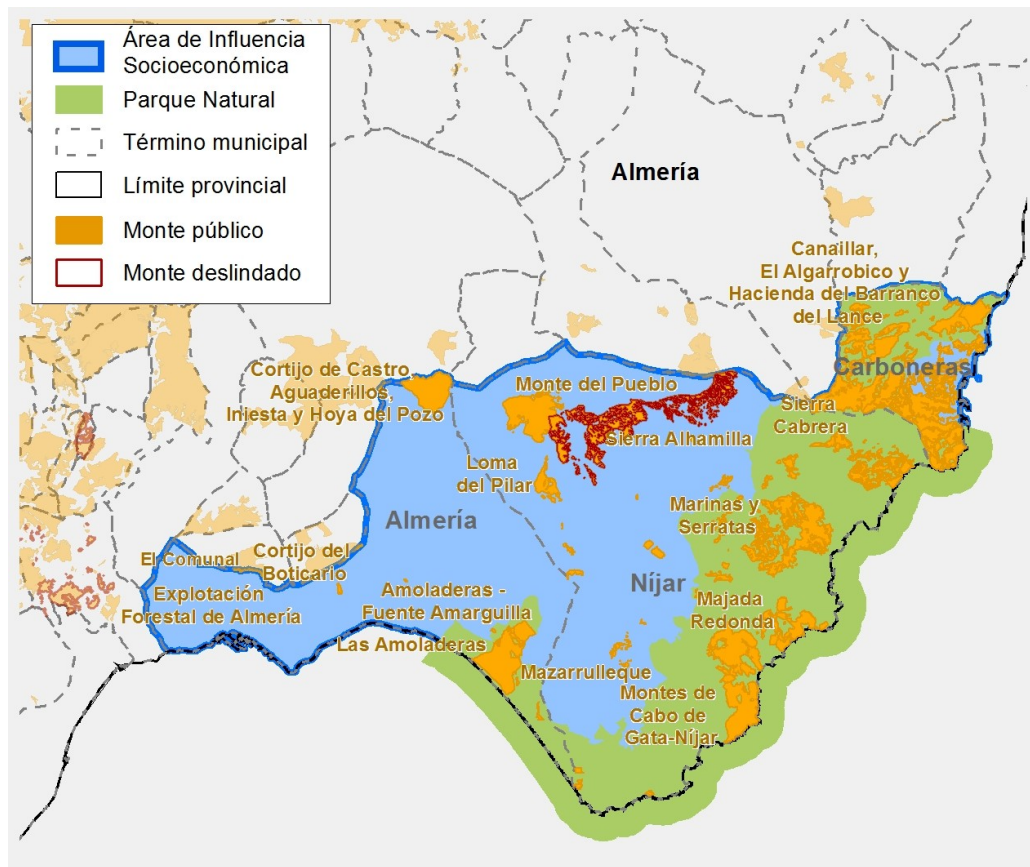 Área de Influencia
Socioeconómica
Parque Natural
Término municipal
Límite provincial
Monte público
Monte deslindado
Almería
Canaillar,
El Algarrobico y
Hacienda del Barranco
del Lance
Carboneras
Cortijo de Castro,
Aguaderillos,
Iniesta y Hoya del Pozo
Monte del Pueblo
Sierra
Cabrera
Sierra Alhamilla
Loma
del Pilar
Almería
Marinas y
Serratas
El Comunal
Cortijo del
Boticario
Níjar
Explotación
Forestal de Almería
Amoladeras -
Fuente Amarguilla
Majada
Redonda
Las Amoladeras
Mazarrulleque
Montes de
Cabo de
Gata-Níjar